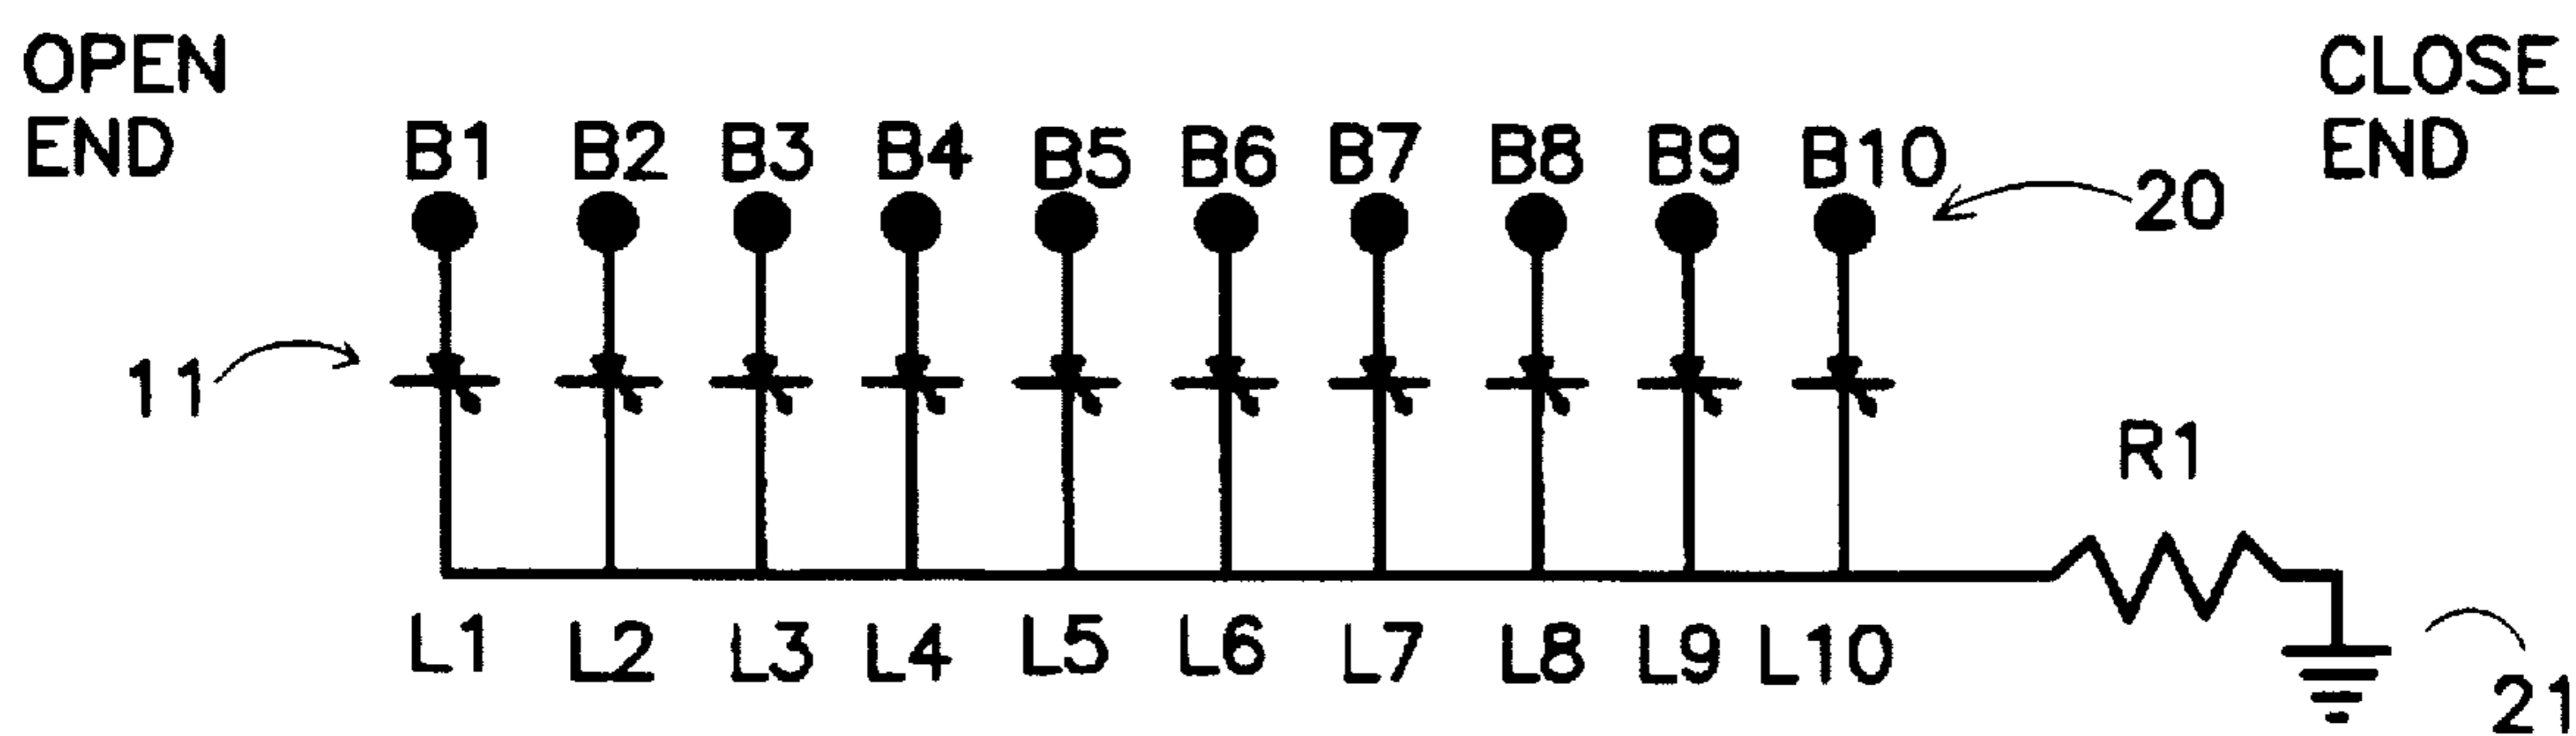 OPEN
END
CLOSE
END
B1 B2 B3 B4 B5 B6 B7 B8 B9 B10
20
11
R1
L1 L2 L3 L4 L5 L6 L7 L8 L9 L10
21